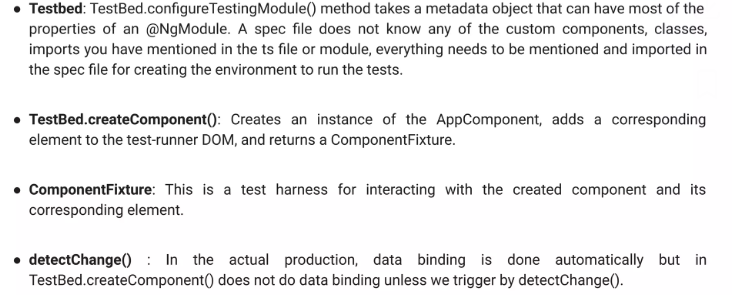 • Testbed: TestBed.configureTestingModule() method takes a metadata object that can have most of the
properties of an @NgModule. A spec file does not know any of the custom components, classes,
imports you have mentioned in the ts file or module, everything needs to be mentioned and imported in
the spec file for creating the environment to run the tests.
• TestBed.createComponent(): Creates an instance of the AppComponent, adds a corresponding
element to the test-runner DOM, and returns a ComponentFixture.
• ComponentFixture: This is a test harness for interacting with the created component and its
corresponding element.
• detectChange() : In the actual production, data binding is done automatically but in
TestBed.createComponent() does not do data binding unless we trigger by detectChange().